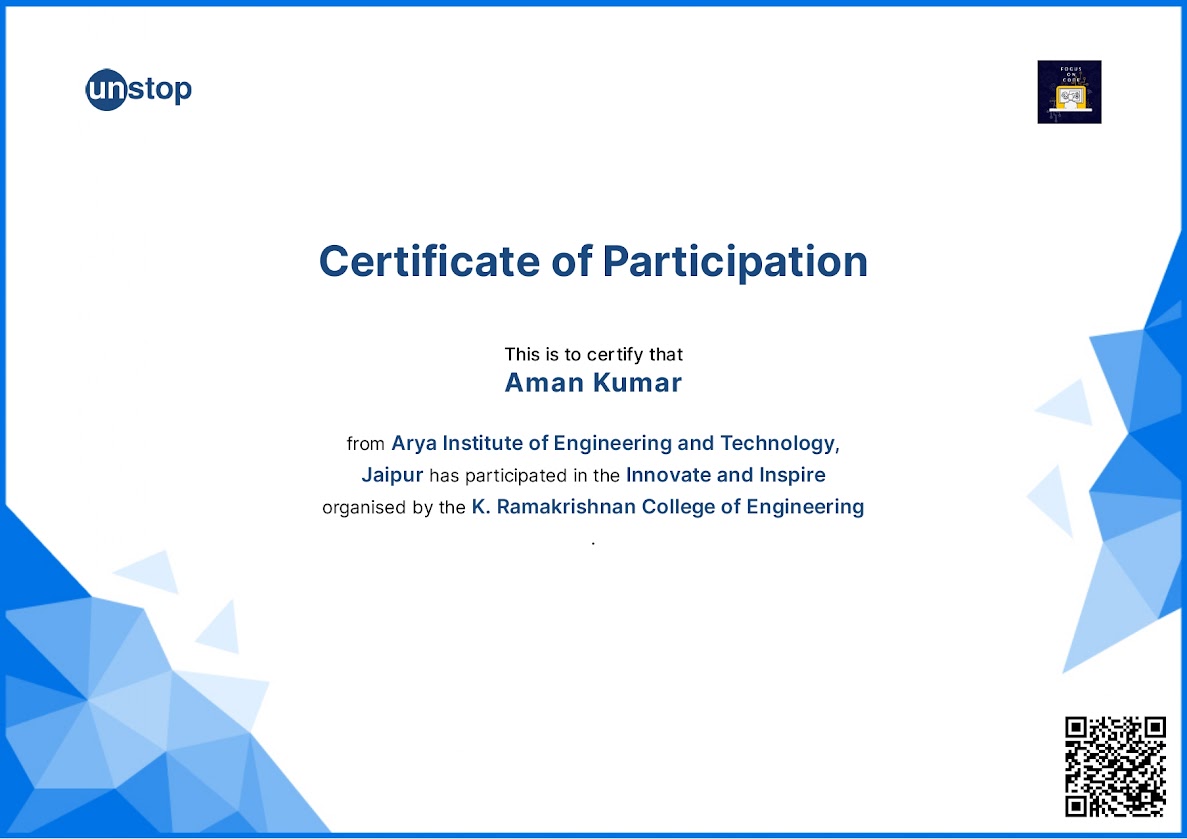 unstop
FOCUS
ON
CODE
Certificate of Participation
This is to certify that
Aman Kumar
from Arya Institute of Engineering and Technology,
Jaipur has participated in the Innovate and Inspire
organised by the K. Ramakrishnan College of Engineering
.